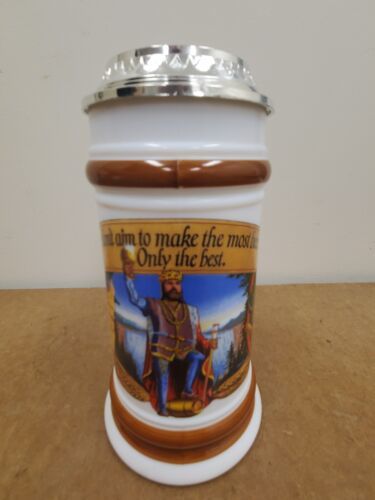 aim to make the most
Only the best.